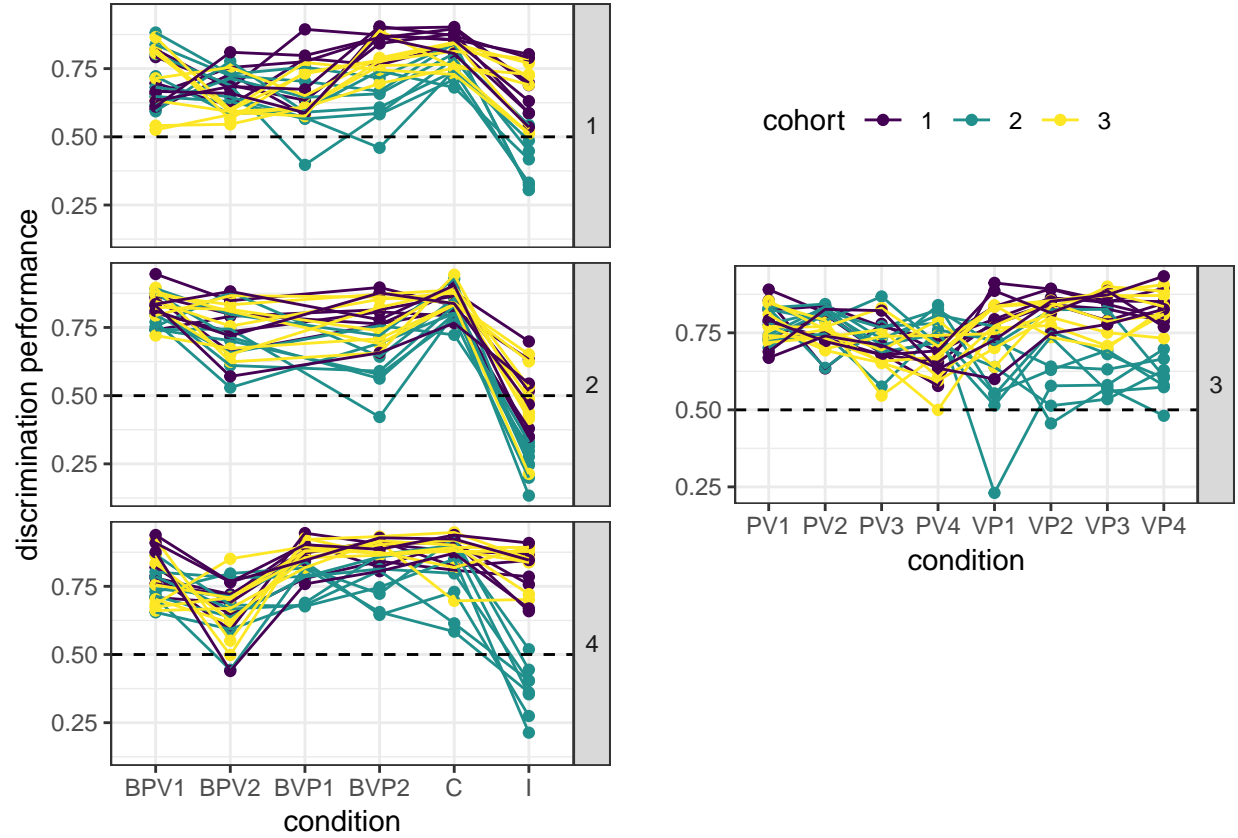 discrimination performance
0.75
0.50
0.25
1
0.75
0.50
0.25
2
0.75
0.50
0.25
4
BPV1 BPV2 BVP1 BVP2 C I
condition
cohort 1 2 3
0.75
0.50
0.25
3
PV1 PV2 PV3 PV4 VP1 VP2 VP3 VP4
condition